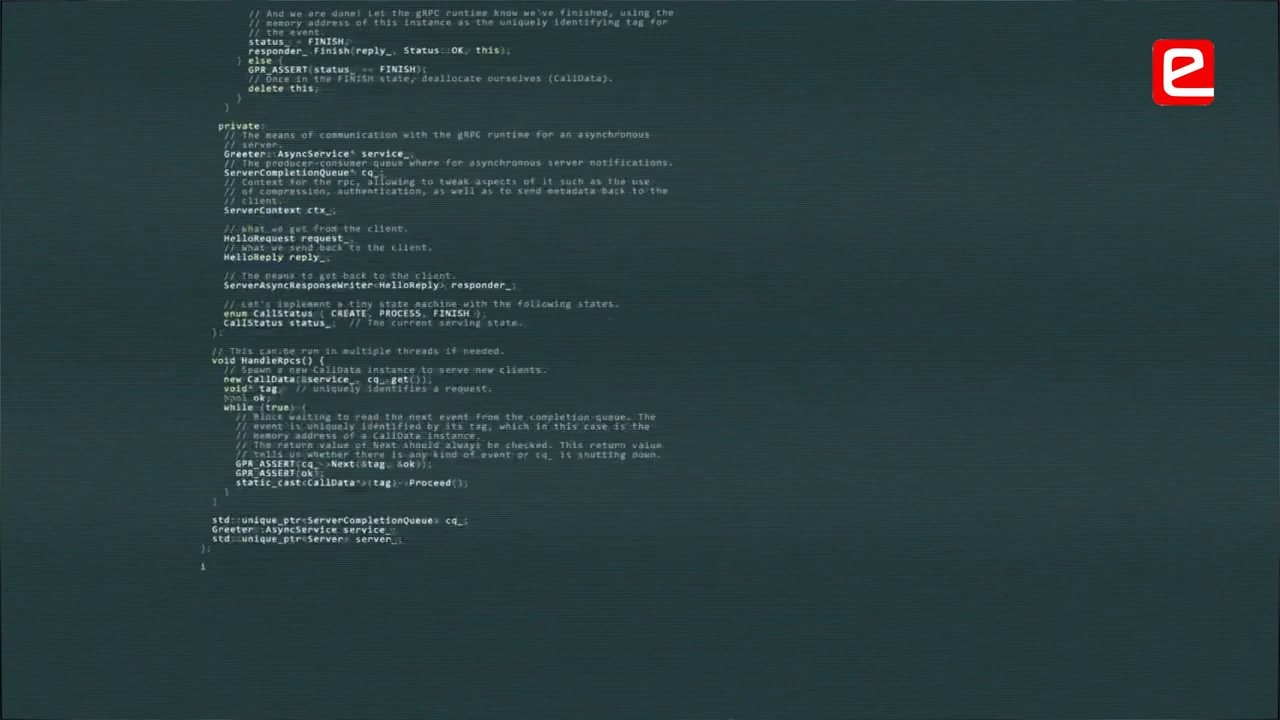 // And we are done! Let the gRPC runtime know we've finished, using the
// memory address of this instance as the uniquely identifying tag for
// the event.
status_ = FINISH;
responder_.Finish(reply_, Status::OK, this);
} else {
GPR_ASSERT(status_ == FINISH);
// Once in the FINISH state, deallocate ourselves (CallData).
delete this;
}
}
private:
// The means of communication with the gRPC runtime for an asynchronous
// server.
Greeter::AsyncService* service_;
// The producer-consumer queue where for asynchronous server notifications.
ServerCompletionQueue* cq_;
// Context for the rpc, allowing to tweak aspects of it such as the use
// of compression, authentication, as well as to send metadata back to the
// client.
ServerContext ctx_;
// What we get from the client.
HelloRequest request_;
// What we send back to the client.
HelloReply reply_;
// The means to get back to the client.
ServerAsyncResponseWriter<HelloReply> responder_;
// Let's implement a tiny state machine with the following states.
enum CallStatus { CREATE, PROCESS, FINISH };
CallStatus status_; // The current serving state.
};
// This can be run in multiple threads if needed.
void HandleRpcs() {
// Spawn a new CallData instance to serve new clients.
new CallData(&service_, cq_.get());
void* tag; // uniquely identifies a request.
bool ok;
while (true) {
// Block waiting to read the next event from the completion queue. The
// event is uniquely identified by its tag, which in this case is the
// memory address of a CallData instance.
// The return value of Next should always be checked. This return value
// tells us whether there is any kind of event or cq_ is shutting down.
GPR_ASSERT(cq_->Next(&tag, &ok));
GPR_ASSERT(ok);
static_cast<CallData*>(tag)->Proceed();
}
}
std::unique_ptr<ServerCompletionQueue> cq_;
Greeter::AsyncService service_;
std::unique_ptr<Server> server_;
};
i
e